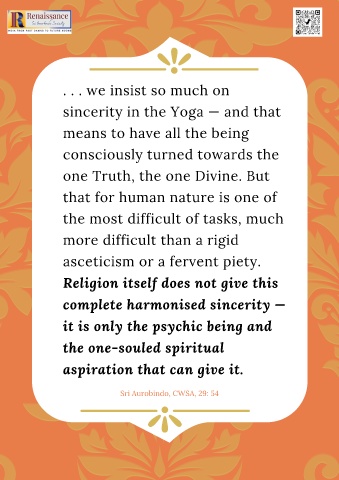 Renaissance
. . . we insist so much on
sincerity in the Yoga — and that
means to have all the being
consciously turned towards the
one Truth, the one Divine. But
that for human nature is one of
the most difficult of tasks, much
more difficult than a rigid
asceticism or a fervent piety.
Religion itself does not give this
complete harmonised sincerity —
it is only the psychic being and
the one-souled spiritual
aspiration that can give it.
Sri Aurobindo, CWSA, 29: 54